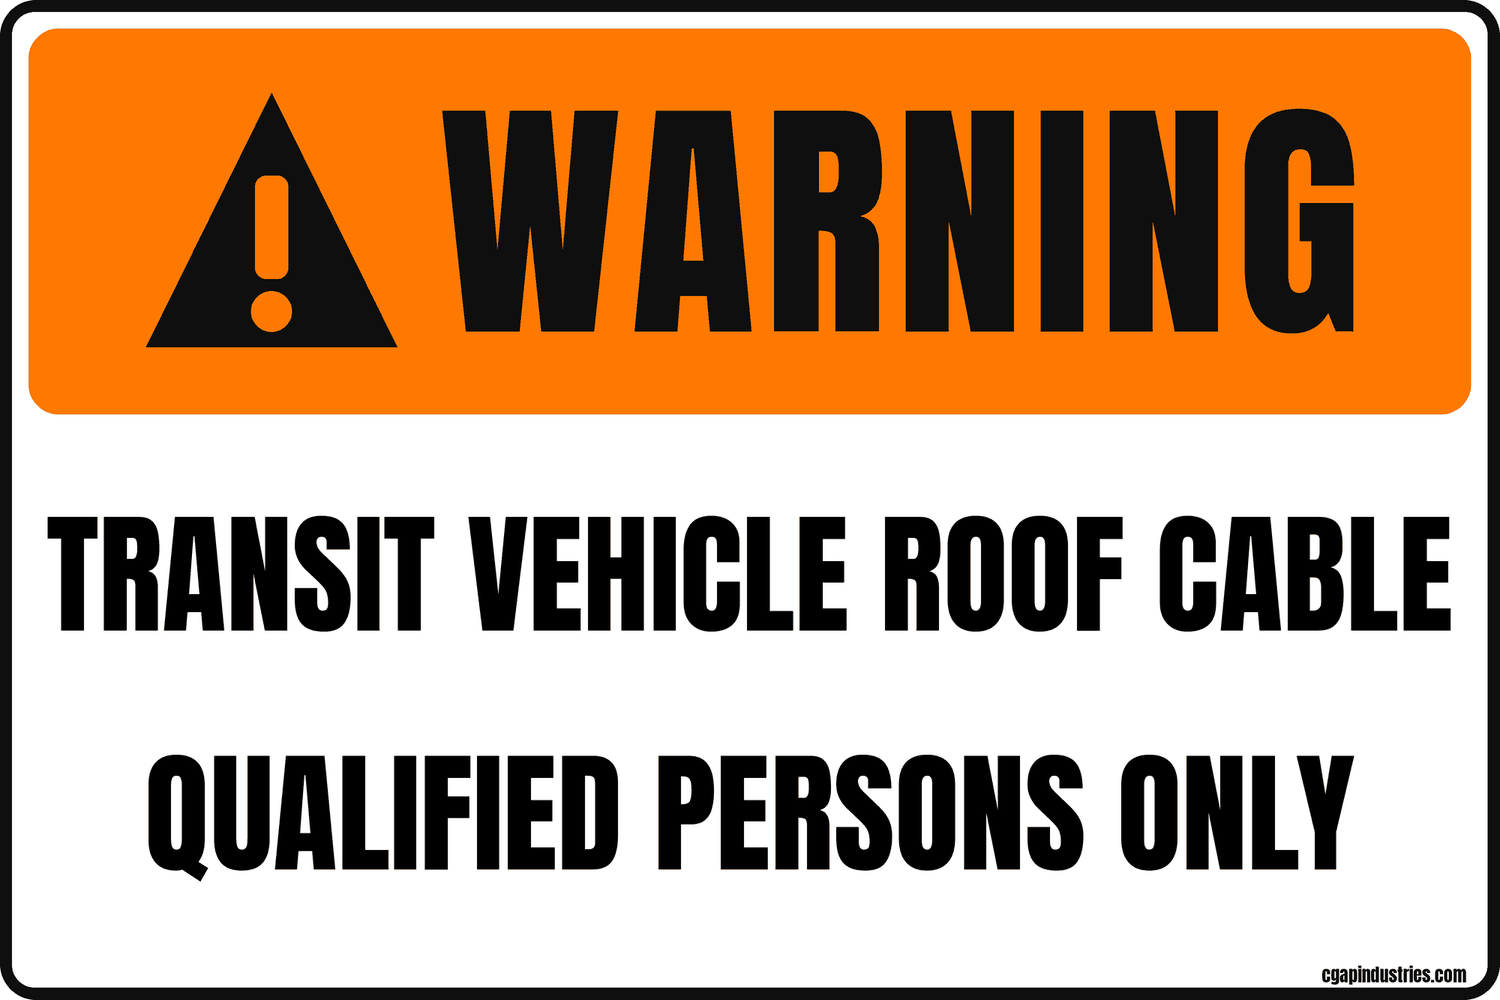 WARNING
TRANSIT VEHICLE ROOF CABLE
QUALIFIED PERSONS ONLY
cgapindustries.com